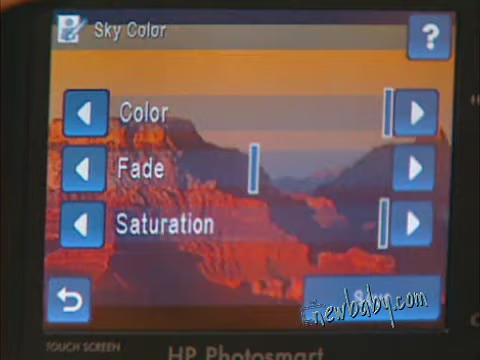 Sky Color
?
Color
Fade
Saturation
newbaby.com
TOUCH SCREEN
HP Photosmart